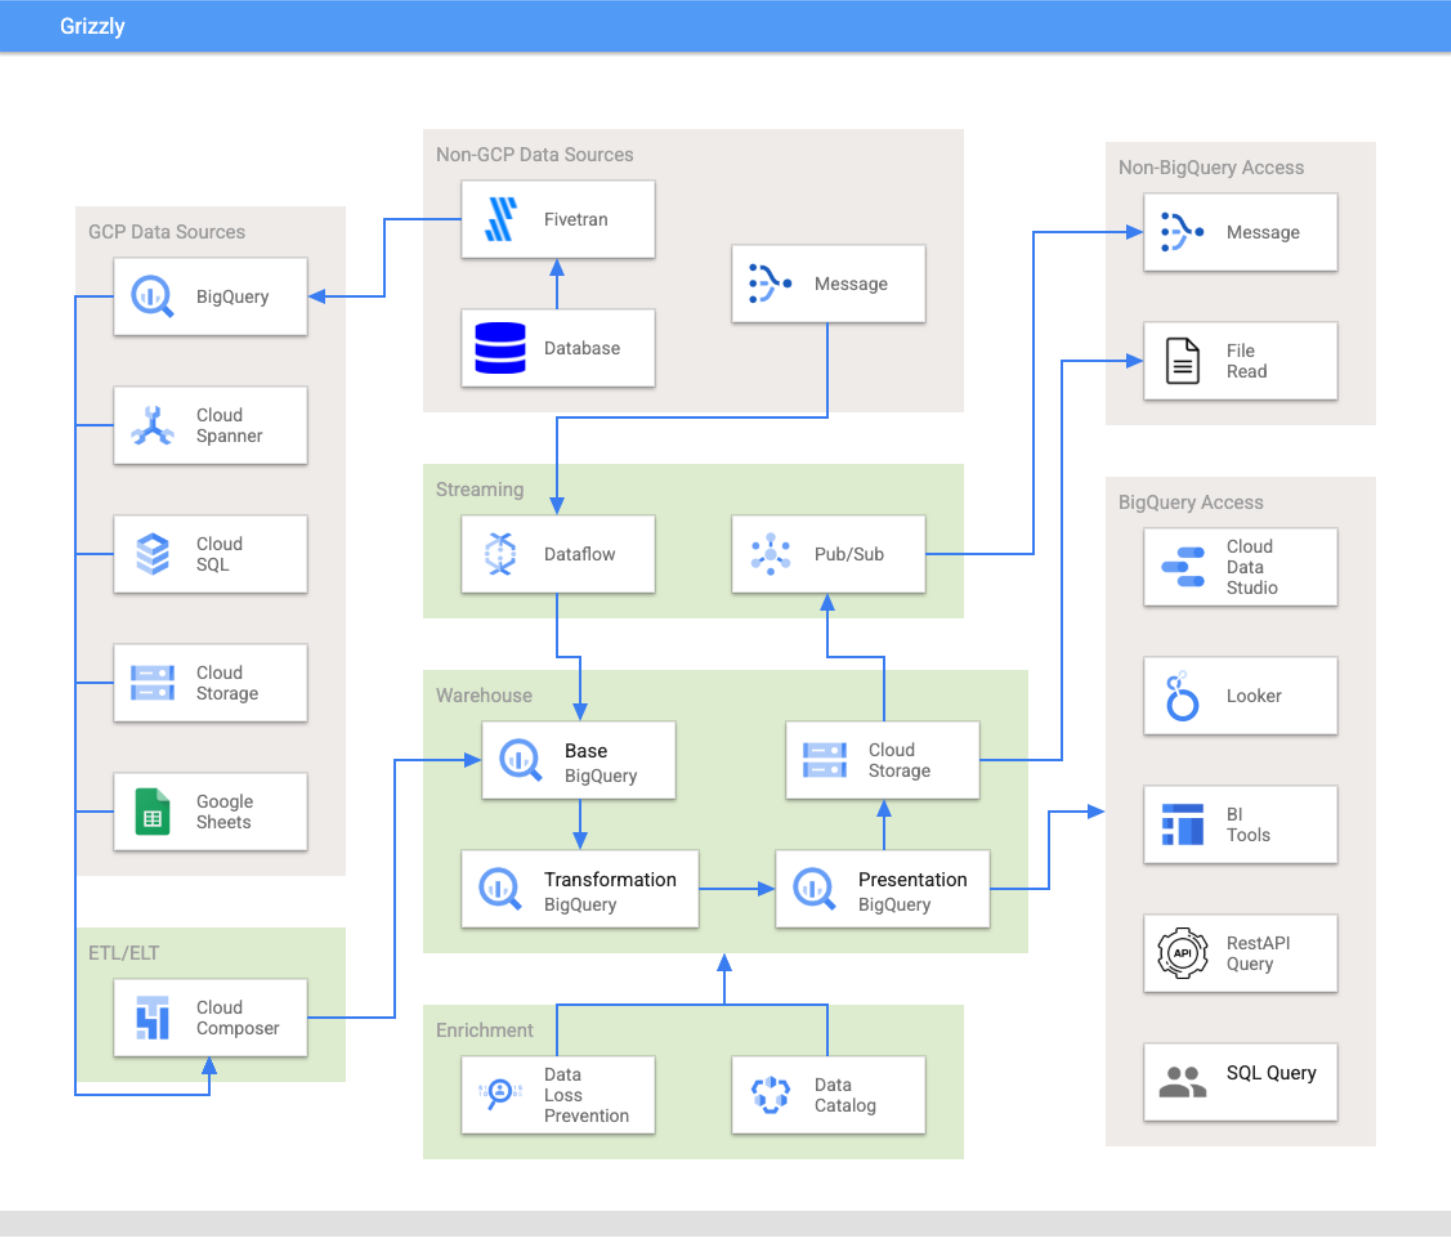 Grizzly
Non-GCP Data Sources
Fivetran
Database
Message
GCP Data Sources
BigQuery
Cloud
Spanner
Cloud
SQL
Cloud
Storage
Google
Sheets
ETL/ELT
Cloud
Composer
Streaming
Dataflow
Pub/Sub
Warehouse
Base
BigQuery
Cloud
Storage
Transformation
BigQuery
Presentation
BigQuery
Enrichment
Data
Loss
Prevention
Data
Catalog
Non-BigQuery Access
Message
File
Read
BigQuery Access
Cloud
Data
Studio
Looker
BI
Tools
API
RestAPI
Query
SQL Query